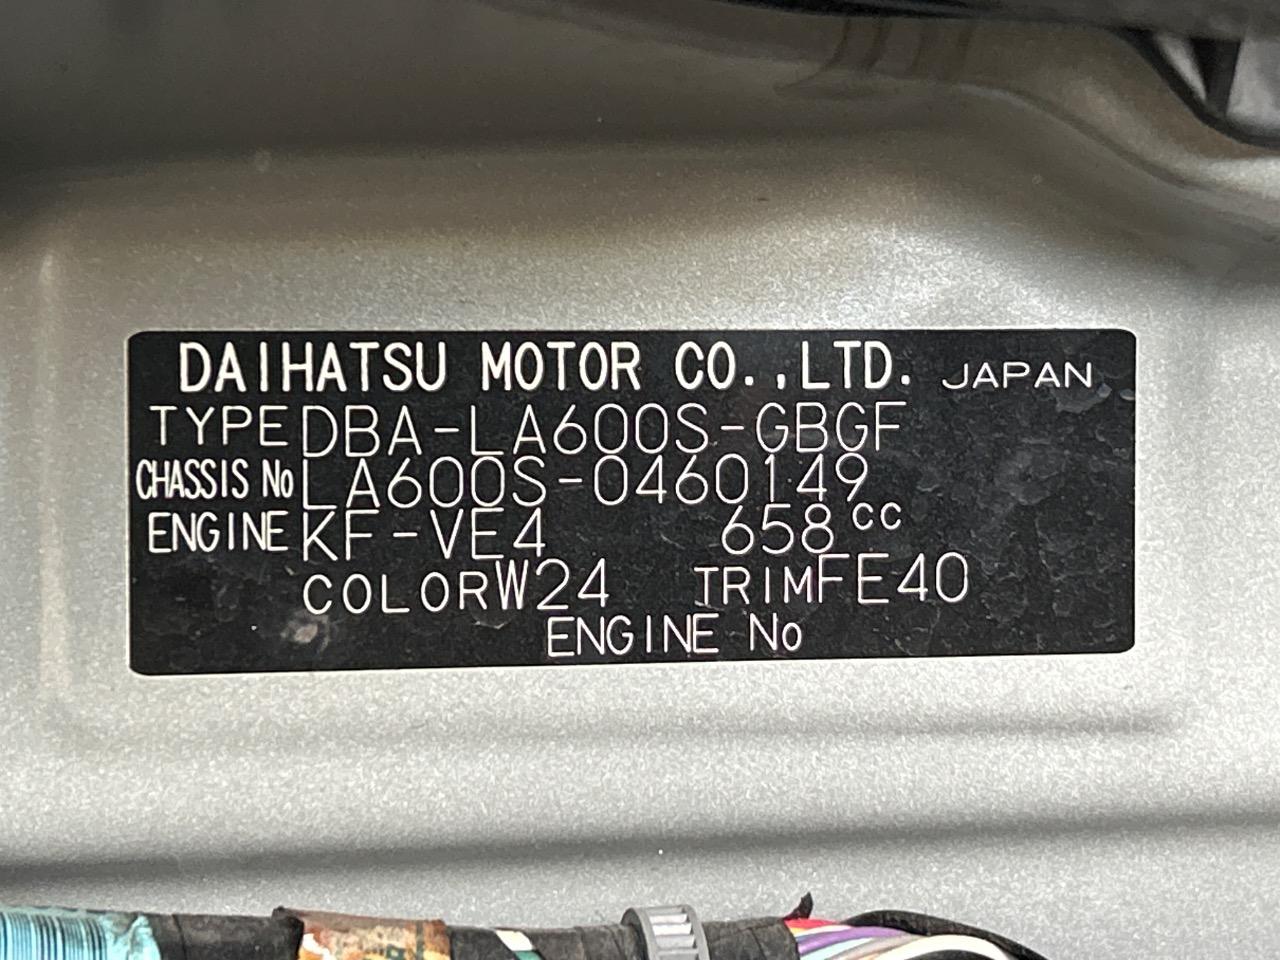 DAIHATSU MOTOR CO.,LTD. JAPAN
TYPE DBA-LA600S-GBGF
CHASSIS No LA600S-0460149
ENGINE KF-VE4 658cc
COLOR W24 TRIM FE40
ENGINE No